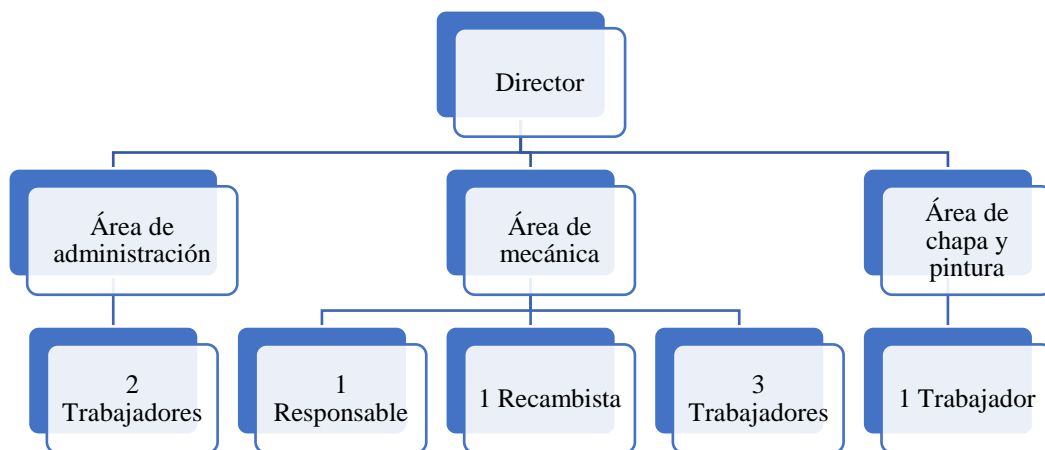 Director
Área de
administración
Área de
mecánica
Área de
chapa y
pintura
2
Trabajadores
1
Responsable
1 Recambista
3
Trabajadores
1 Trabajador